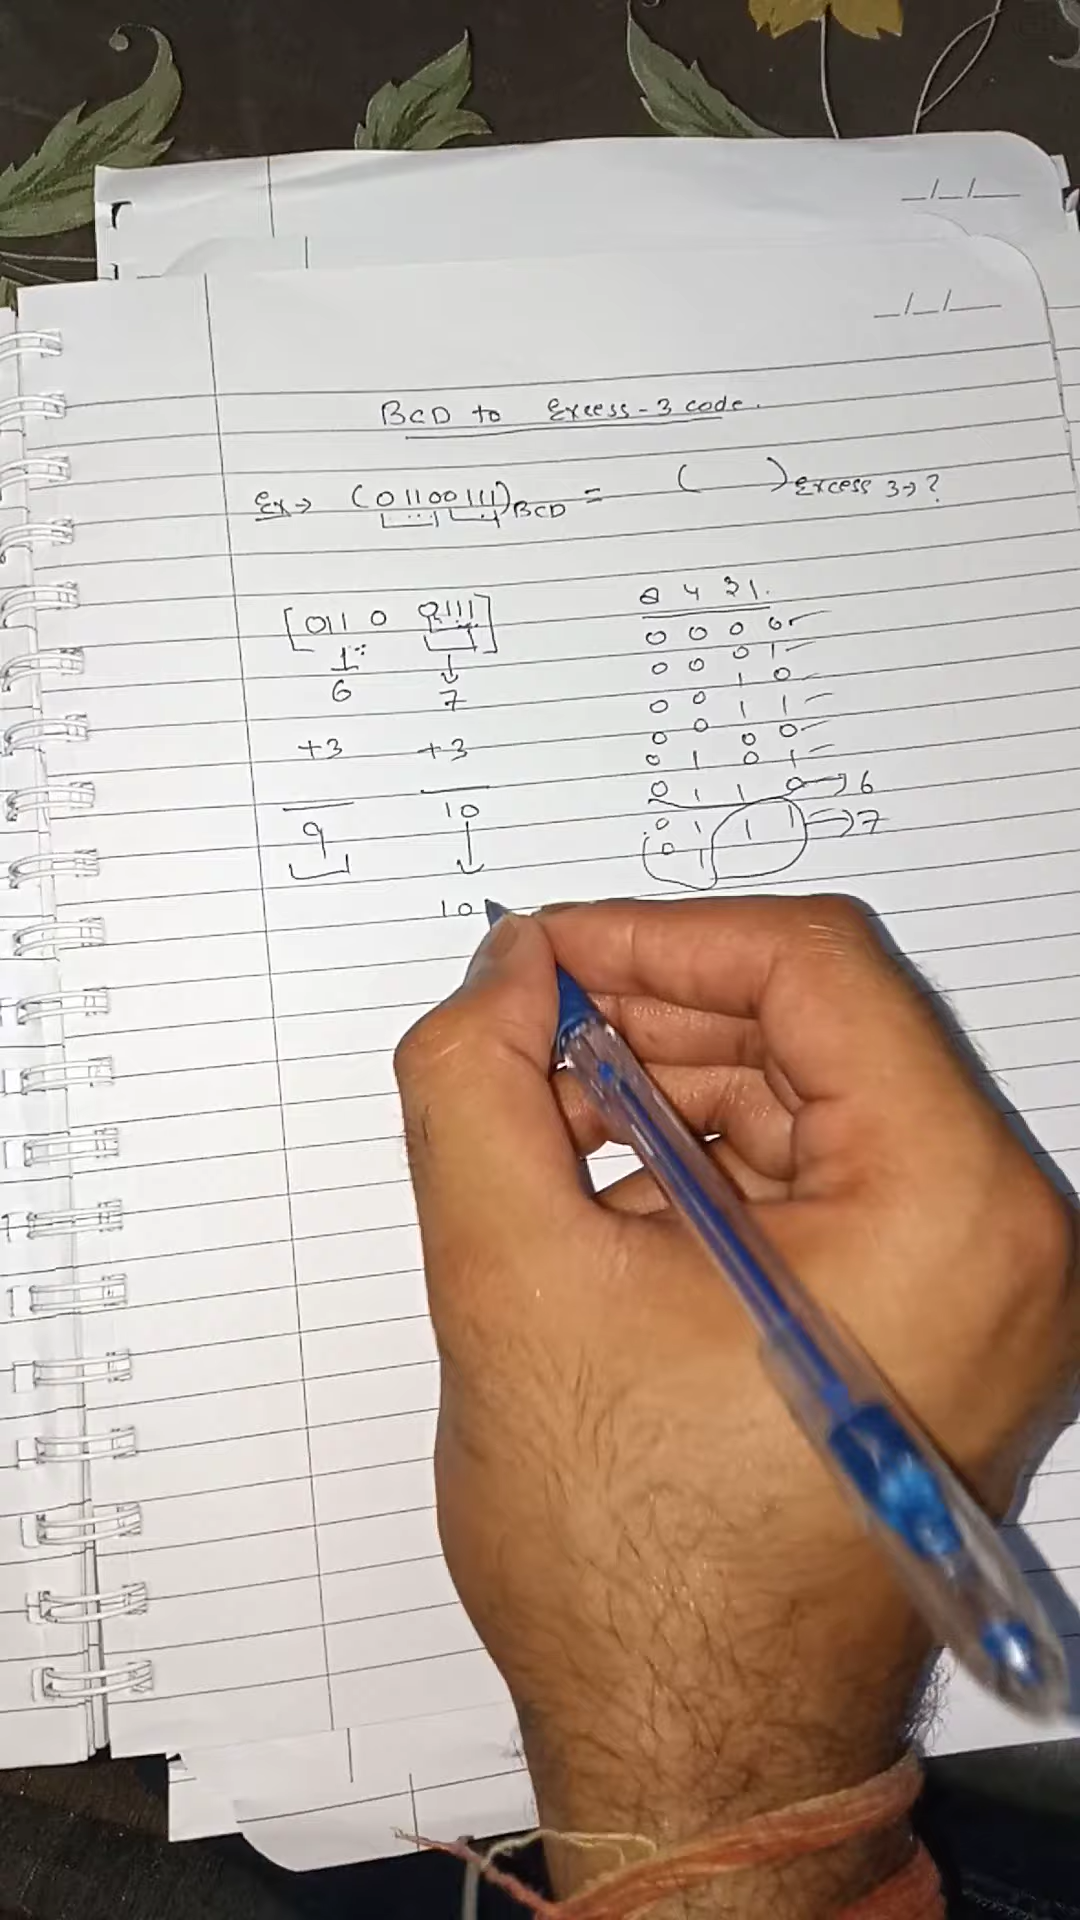 BCD to Excess-3 code.
Ex→ (01100111)BCD = ( )Excess 3→?
[0110 0111]
6 7
+3 +3
9 10
10
8 4 2 1.
0 0 0 0
0 0 0 1
0 0 1 0
0 0 1 1
0 0 0 0
0 1 0 1
0 1 1 0→6
0 1 1 1→7
0 1